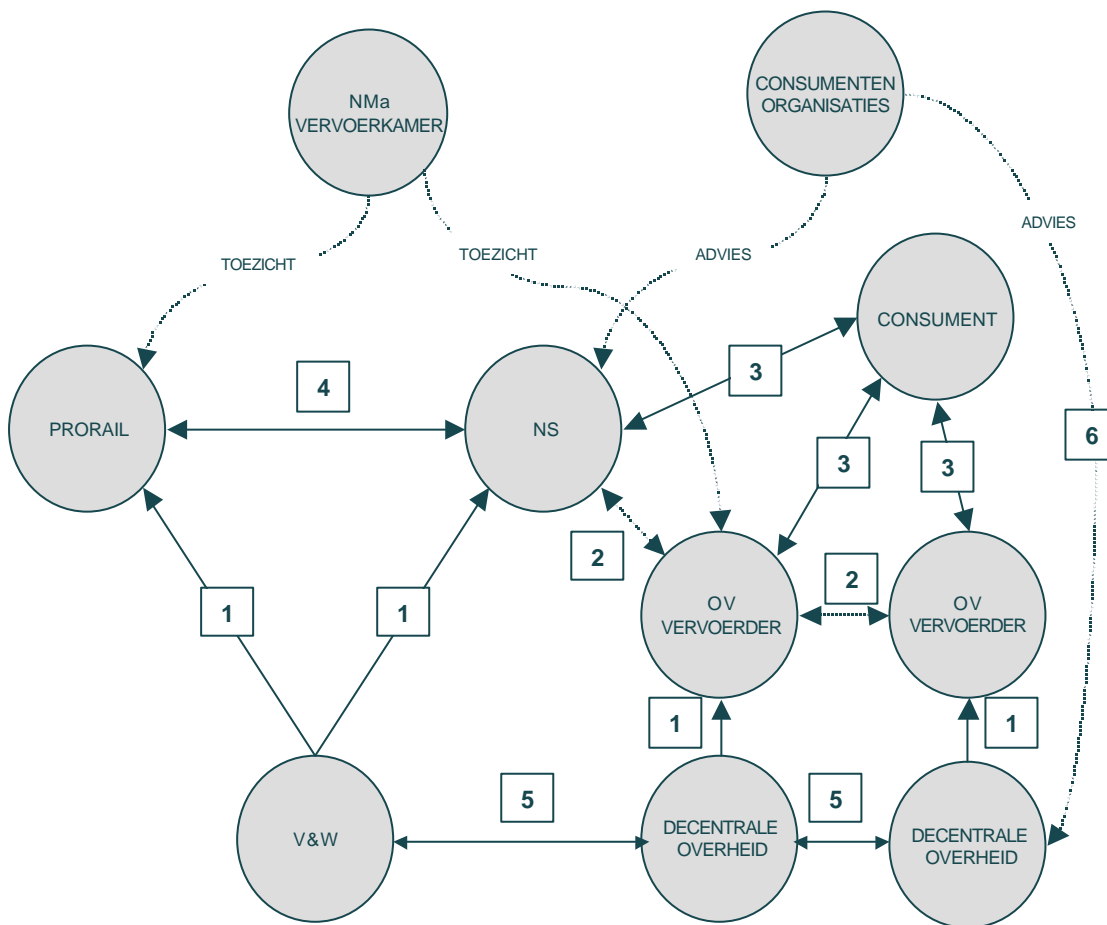 NMa
VERVOERKAMER
CONSUMENTEN
ORGANISATIES
TOEZICHT
TOEZICHT
ADVIES
ADVIES
CONSUMENT
3
4
PRORAIL
NS
3
3
6
2
2
1
1
OV
VERVOERDER
OV
VERVOERDER
1
1
5
5
V&W
DECENTRALE
OVERHEID
DECENTRALE
OVERHEID